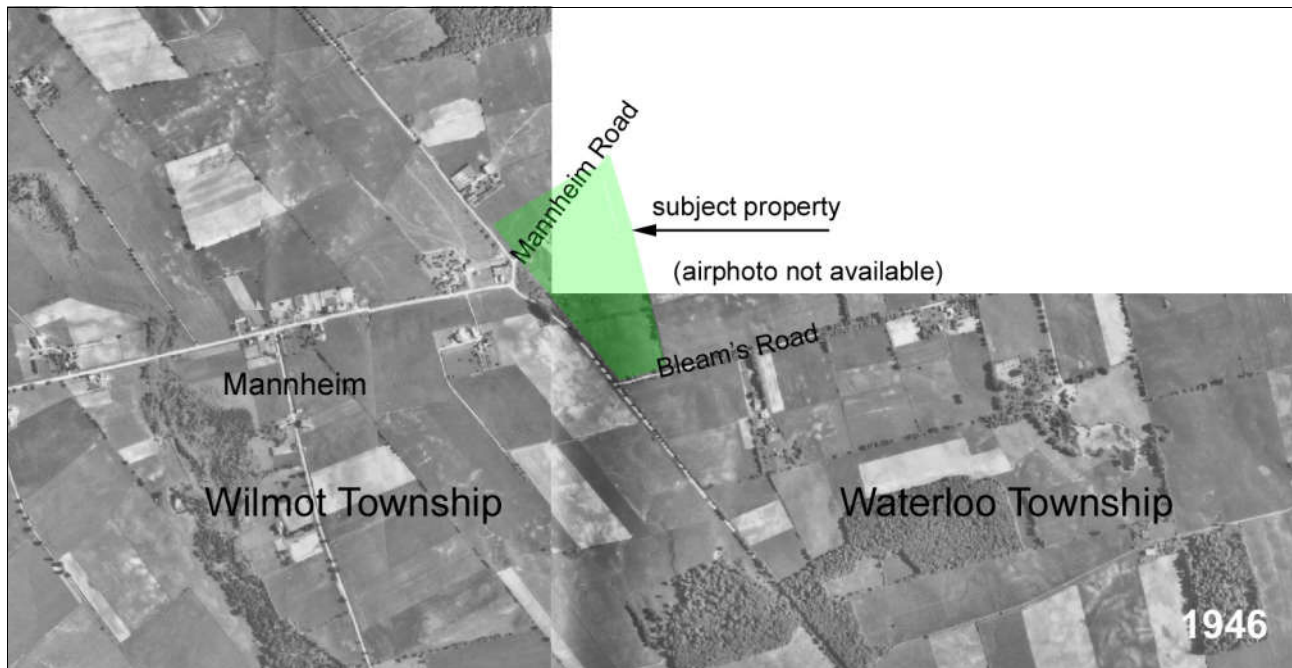 Mannheim Road
subject property
(airphoto not available)
Bleam's Road
Mannheim
Wilmot Township
Waterloo Township
1946